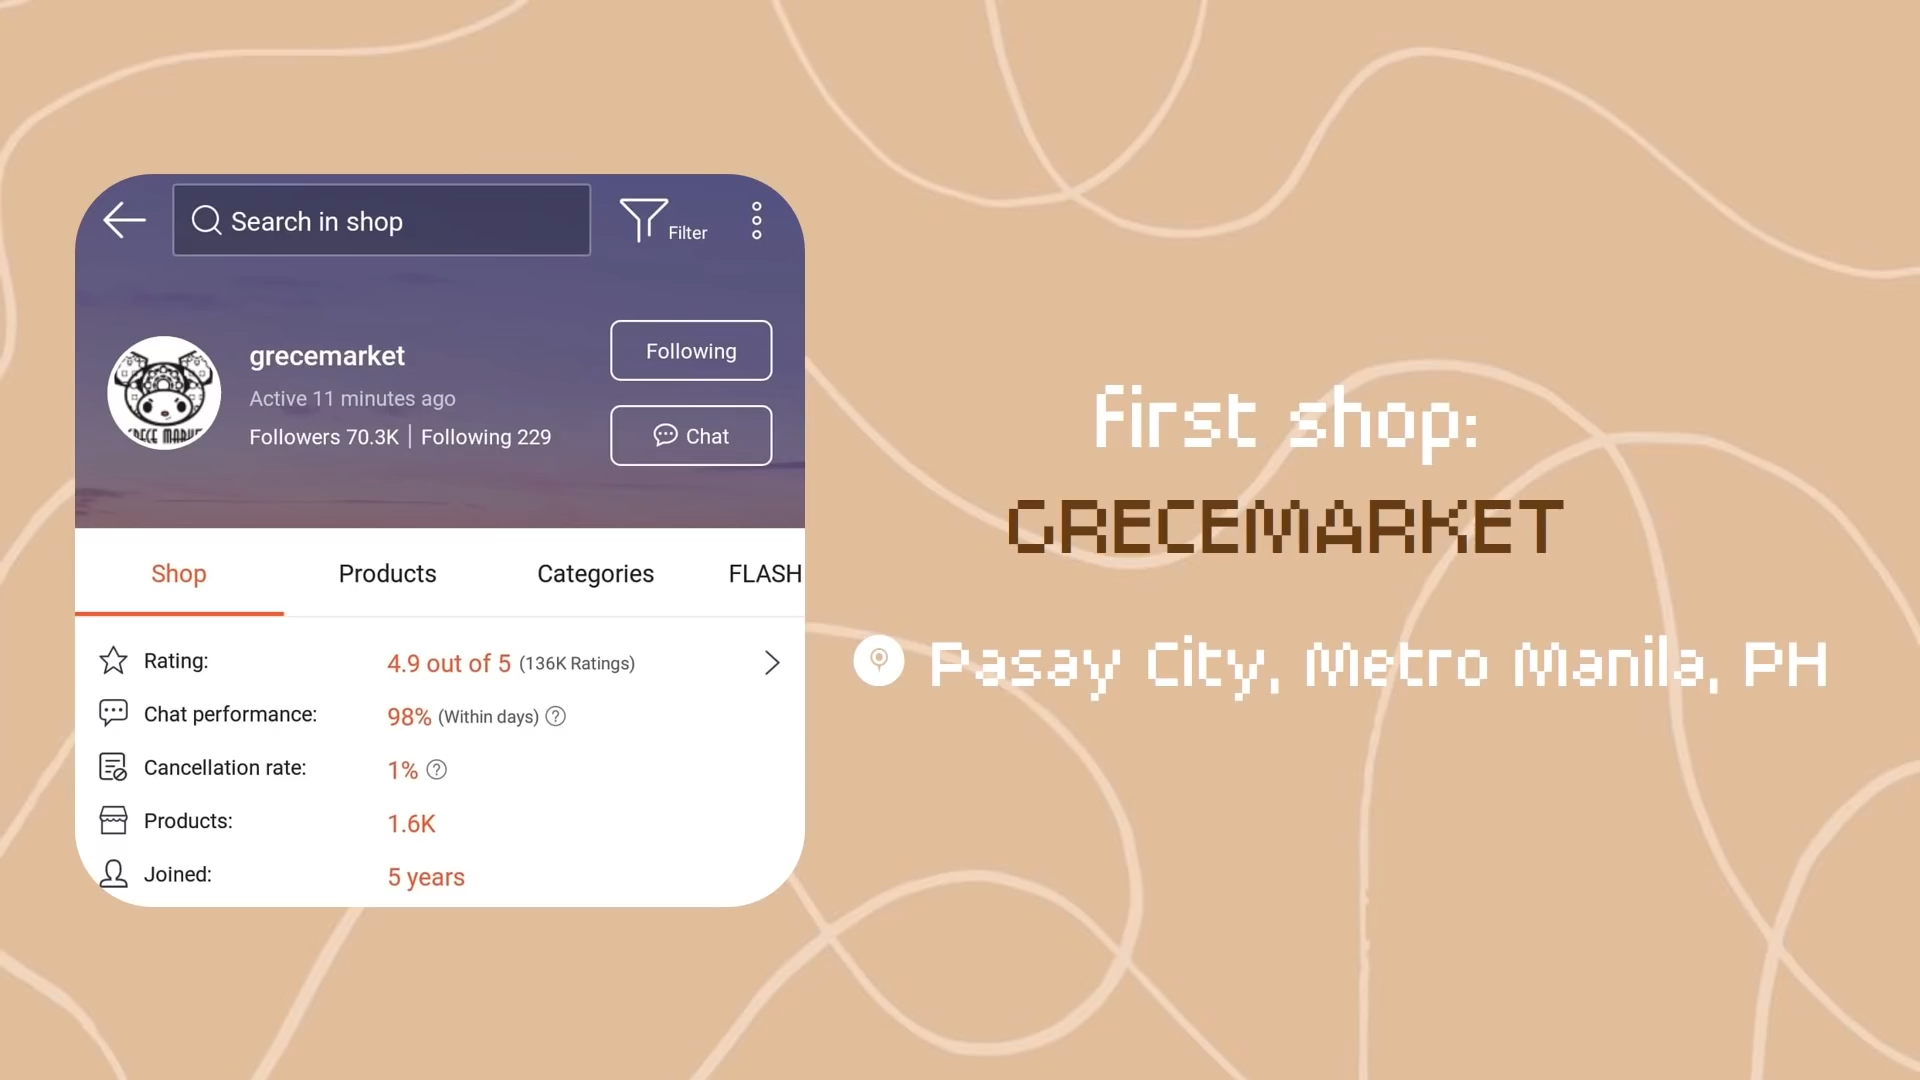 Search in shop
Filter
grecemarket
Active 11 minutes ago
Followers 70.3K | Following 229
Following
Chat
Shop
Products
Categories
FLASH
Rating:
4.9 out of 5 (136K Ratings)
Chat performance:
98% (Within days)
Cancellation rate:
1%
Products:
1.6K
Joined:
5 years
first shop:
GRECEMARKET
Pasay City, Metro Manila, PH